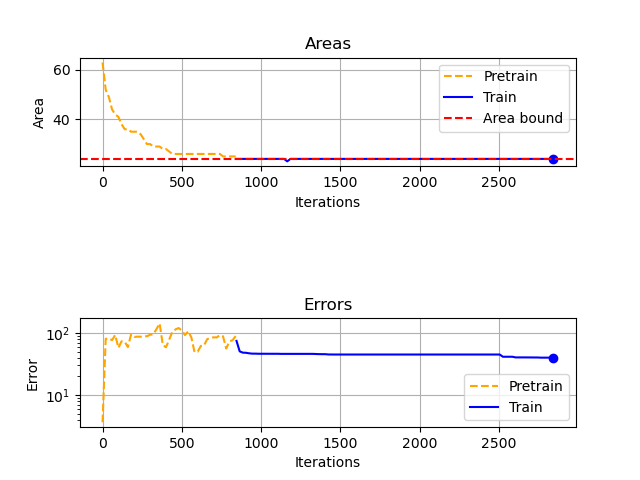 Areas
60
40
Area
Pretrain
Train
Area bound
0 500 1000 1500 2000 2500
Iterations
Errors
10²
10¹
Error
Pretrain
Train
0 500 1000 1500 2000 2500
Iterations